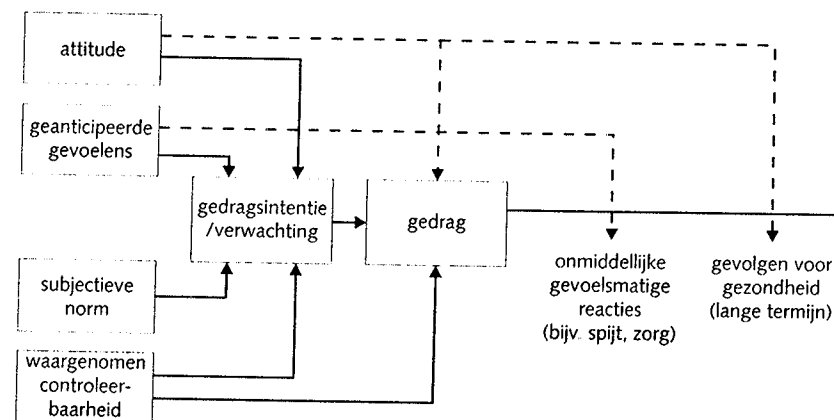 attitude
geanticipeerde
gevoelens
gedragsintentie
/verwachting
gedrag
onmiddellijke
gevoelsmatige
reacties
(bijv. spijt, zorg)
gevolgen voor
gezondheid
(lange termijn)
subjectieve
norm
waargenomen
controleer-
baarheid